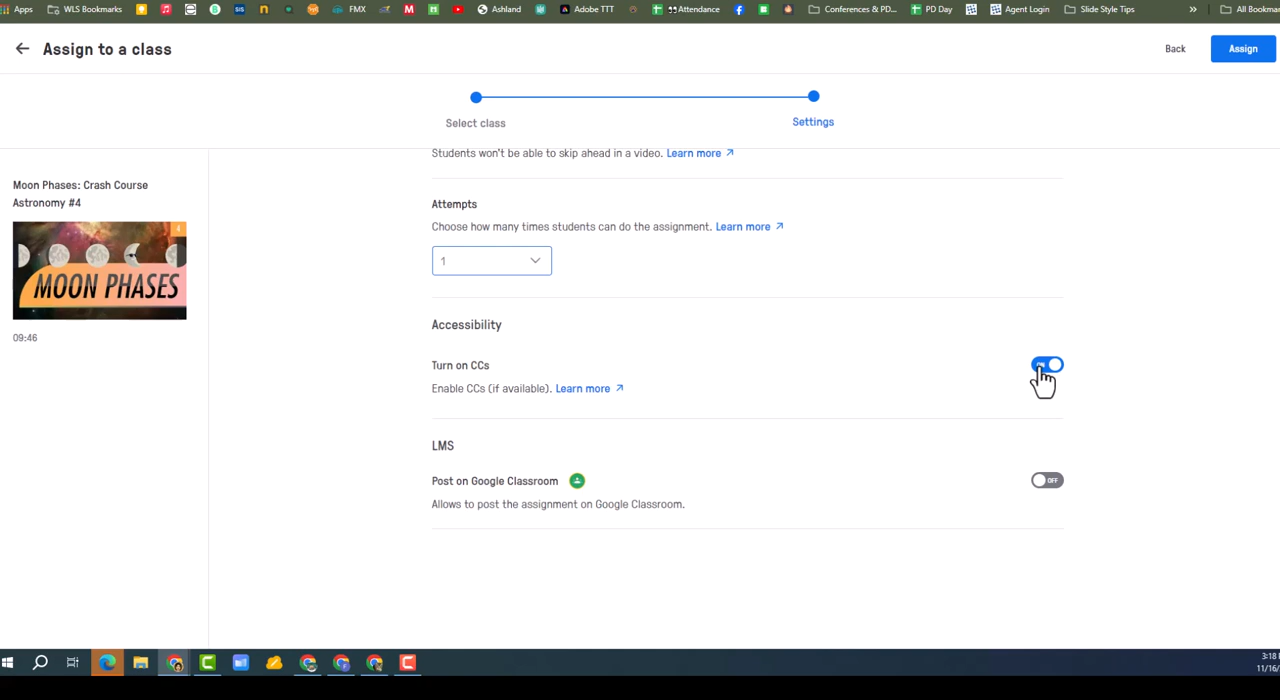 Apps WLS Bookmarks SIS FMX Ashland Adobe TTT Attendance Conferences & PD... PD Day Agent Login Slide Style Tips » All Bookmar
← Assign to a class
Back
Assign
Select class
Settings
Students won't be able to skip ahead in a video. Learn more
Moon Phases: Crash Course
Astronomy #4
4
MOON PHASES
09:46
Attempts
Choose how many times students can do the assignment. Learn more
1
Accessibility
Turn on CCs
Enable CCs (if available). Learn more
LMS
Post on Google Classroom
OFF
Allows to post the assignment on Google Classroom.
3:18
11/16/